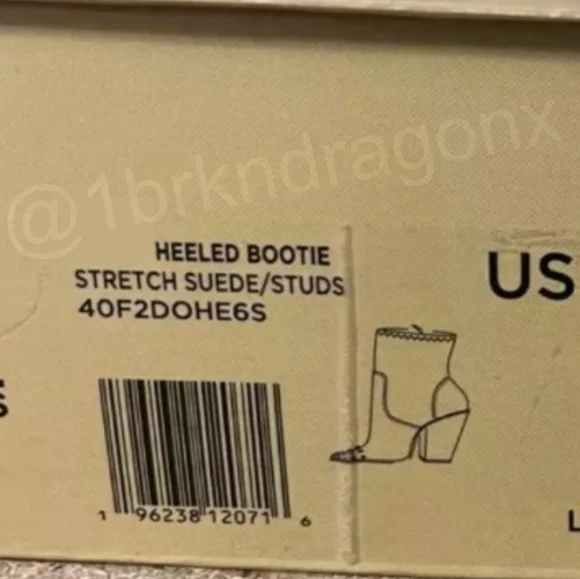 @1brkndragonx
HEELED BOOTIE
STRETCH SUEDE/STUDS
40F2DOHE6S
US
S
1 96238 12071 6
L